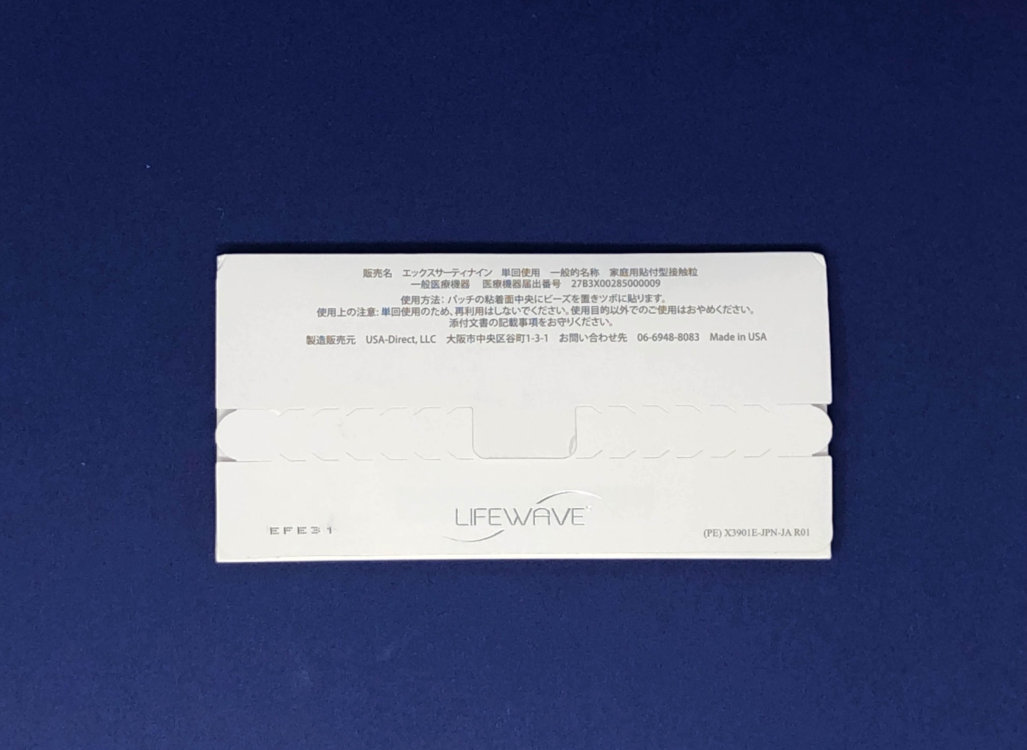 販売名 エックスサーティナイン 単回使用 一般的名称 家庭用貼付型接触粒
一般医療機器 医療機器届出番号 27B3X00285000009
使用方法: パッチの粘着面中央にビーズを置きツボに貼ります。
使用上の注意: 単回使用のため、再利用はしないでください。使用目的以外でのご使用はおやめください。
添付文書の記載事項をお守りください。
製造販売元 USA-Direct, LLC 大阪市中央区谷町1-3-1 お問い合わせ先 06-6948-8083 Made in USA
LIFEWAVE
EFE31
(PE) X3901E-JPN-JA R01